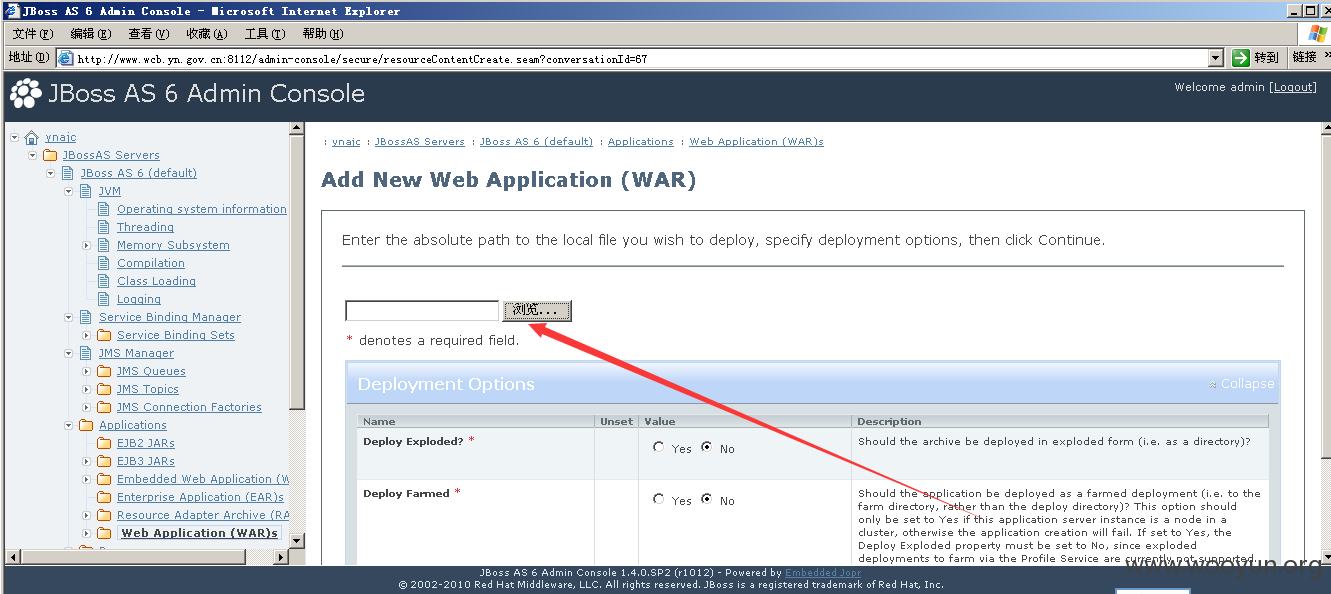 JBoss AS 6 Admin Console - Microsoft Internet Explorer
文件(F) 编辑(E) 查看(V) 收藏(A) 工具(T) 帮助(H)
地址(D) http://www.wcb.yn.gov.cn:8112/admin-console/secure/resourceContentCreate.seam?conversationId=67 转到 链接 »
JBoss AS 6 Admin Console
Welcome admin [Logout]
ynajc
JBossAS Servers
JBoss AS 6 (default)
JVM
Operating system information
Threading
Memory Subsystem
Compilation
Class Loading
Logging
Service Binding Manager
Service Binding Sets
JMS Manager
JMS Queues
JMS Topics
JMS Connection Factories
Applications
EJB2 JARs
EJB3 JARs
Embedded Web Application (W
Enterprise Application (EAR)s
Resource Adapter Archive (RA
Web Application (WAR)s
: ynajc : JBossAS Servers : JBoss AS 6 (default) : Applications : Web Application (WAR)s
Add New Web Application (WAR)
Enter the absolute path to the local file you wish to deploy, specify deployment options, then click Continue.
浏览...
* denotes a required field.
Deployment Options
Collapse
Name Unset Value Description
Deploy Exploded? * Yes No Should the archive be deployed in exploded form (i.e. as a directory)?
Deploy Farmed * Yes No Should the application be deployed as a farmed deployment (i.e. to the
farm directory, rather than the deploy directory)? This option should
only be set to Yes if this application server instance is a node in a
cluster, otherwise the application creation will fail. If set to Yes, the
Deploy Exploded property must be set to No, since exploded
deployments to farm via the Profile Service are currently not supported.
www.wooyun.org
JBoss AS 6 Admin Console 1.4.0.SP2 (r1012) - Powered by Embedded Jopr
© 2002-2010 Red Hat Middleware, LLC. All rights reserved. JBoss is a registered trademark of Red Hat, Inc.